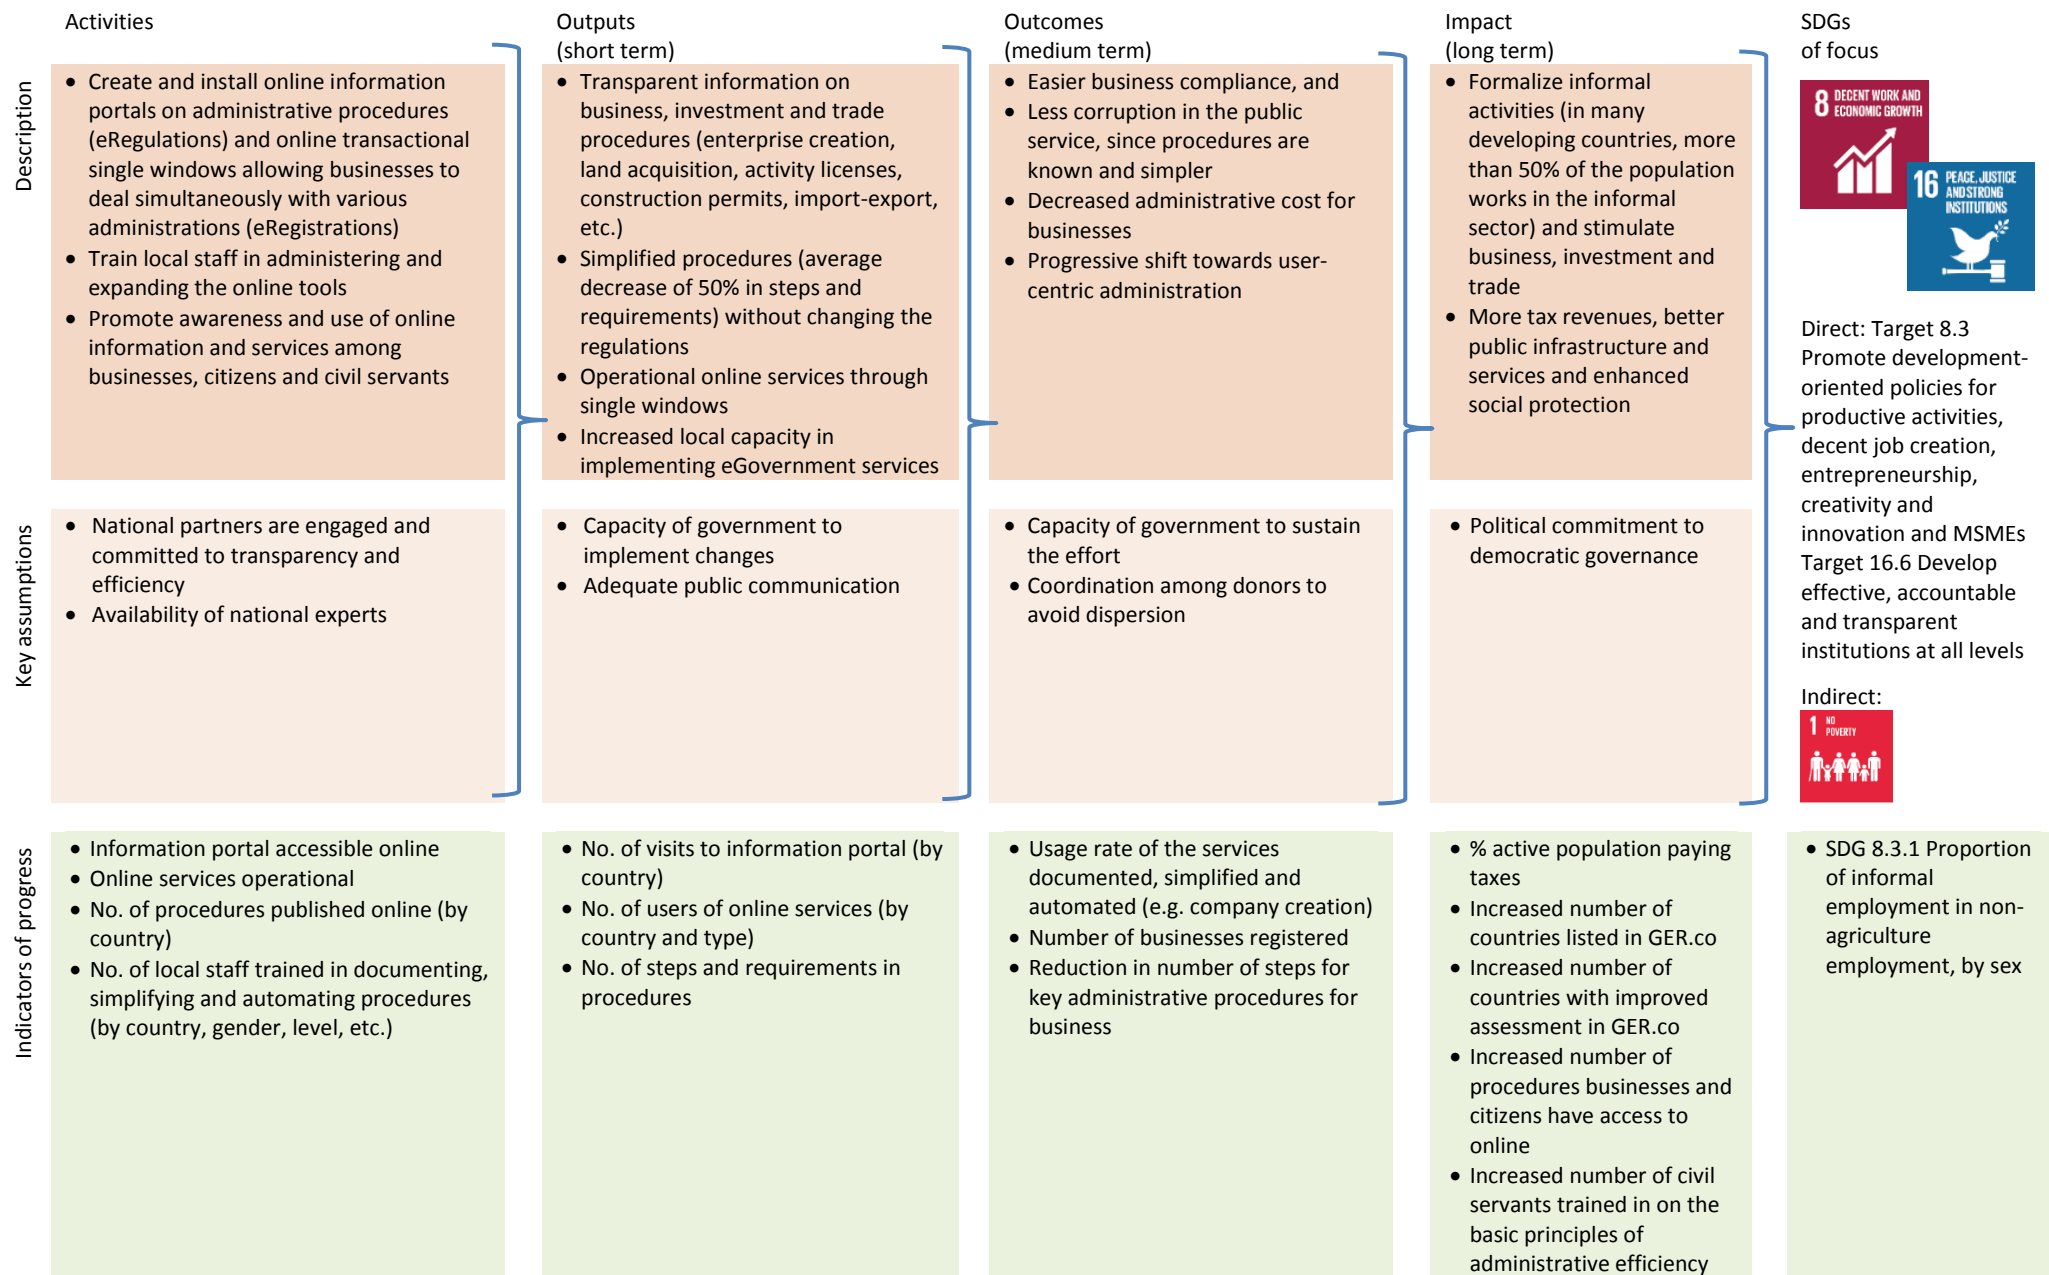 Activities
Outputs
(short term)
Outcomes
(medium term)
Impact
(long term)
SDGs
of focus
Description
• Create and install online information
portals on administrative procedures
(eRegulations) and online transactional
single windows allowing businesses to
deal simultaneously with various
administrations (eRegistrations)
• Train local staff in administering and
expanding the online tools
• Promote awareness and use of online
information and services among
businesses, citizens and civil servants
• Transparent information on
business, investment and trade
procedures (enterprise creation,
land acquisition, activity licenses,
construction permits, import-export,
etc.)
• Simplified procedures (average
decrease of 50% in steps and
requirements) without changing the
regulations
• Operational online services through
single windows
• Increased local capacity in
implementing eGovernment services
• Easier business compliance, and
• Less corruption in the public
service, since procedures are
known and simpler
• Decreased administrative cost for
businesses
• Progressive shift towards user-
centric administration
• Formalize informal
activities (in many
developing countries, more
than 50% of the population
works in the informal
sector) and stimulate
business, investment and
trade
• More tax revenues, better
public infrastructure and
services and enhanced
social protection
8 DECENT WORK AND
ECONOMIC GROWTH
16 PEACE, JUSTICE
AND STRONG
INSTITUTIONS
Direct: Target 8.3
Promote development-
oriented policies for
productive activities,
decent job creation,
entrepreneurship,
creativity and
innovation and MSMEs
Target 16.6 Develop
effective, accountable
and transparent
institutions at all levels
Indirect:
1 NO
POVERTY
Key assumptions
• National partners are engaged and
committed to transparency and
efficiency
• Availability of national experts
• Capacity of government to
implement changes
• Adequate public communication
• Capacity of government to sustain
the effort
• Coordination among donors to
avoid dispersion
• Political commitment to
democratic governance
Indicators of progress
• Information portal accessible online
• Online services operational
• No. of procedures published online (by
country)
• No. of local staff trained in documenting,
simplifying and automating procedures
(by country, gender, level, etc.)
• No. of visits to information portal (by
country)
• No. of users of online services (by
country and type)
• No. of steps and requirements in
procedures
• Usage rate of the services
documented, simplified and
automated (e.g. company creation)
• Number of businesses registered
• Reduction in number of steps for
key administrative procedures for
business
• % active population paying
taxes
• Increased number of
countries listed in GER.co
• Increased number of
countries with improved
assessment in GER.co
• Increased number of
procedures businesses and
citizens have access to
online
• Increased number of civil
servants trained in on the
basic principles of
administrative efficiency
• SDG 8.3.1 Proportion
of informal
employment in non-
agriculture
employment, by sex